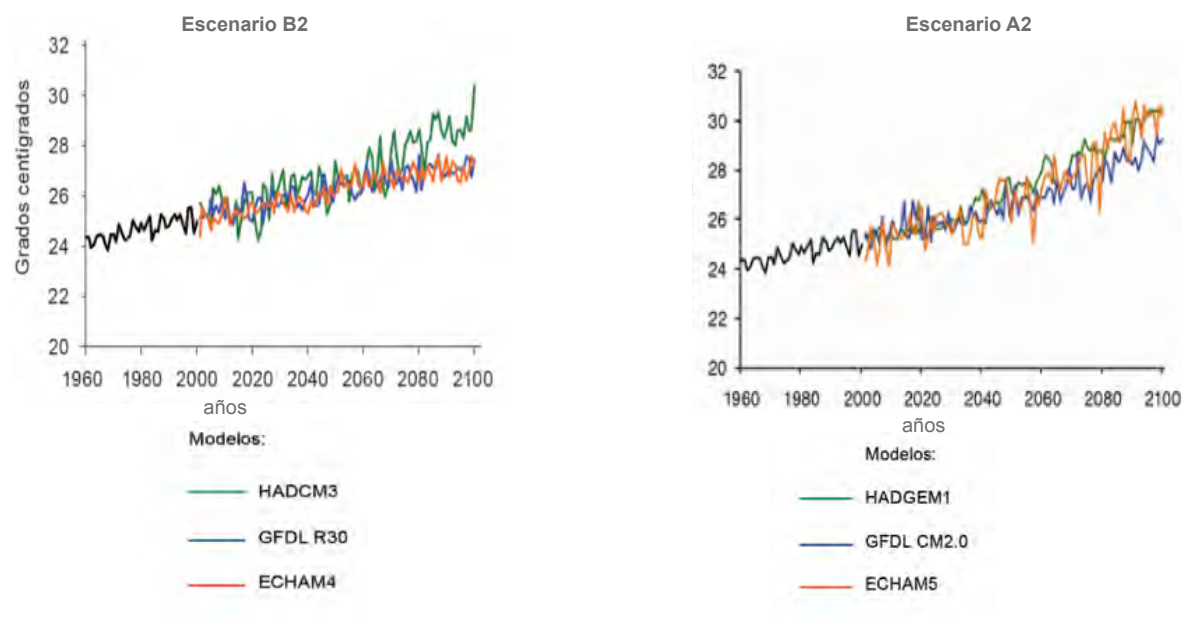 Escenario B2
Grados centigrados
32
30
28
26
24
22
20
1960 1980 2000 2020 2040 2060 2080 2100
años
Modelos:
HADCM3
GFDL R30
ECHAM4
Escenario A2
32
30
28
26
24
22
20
1960 1980 2000 2020 2040 2060 2080 2100
años
Modelos:
HADGEM1
GFDL CM2.0
ECHAM5